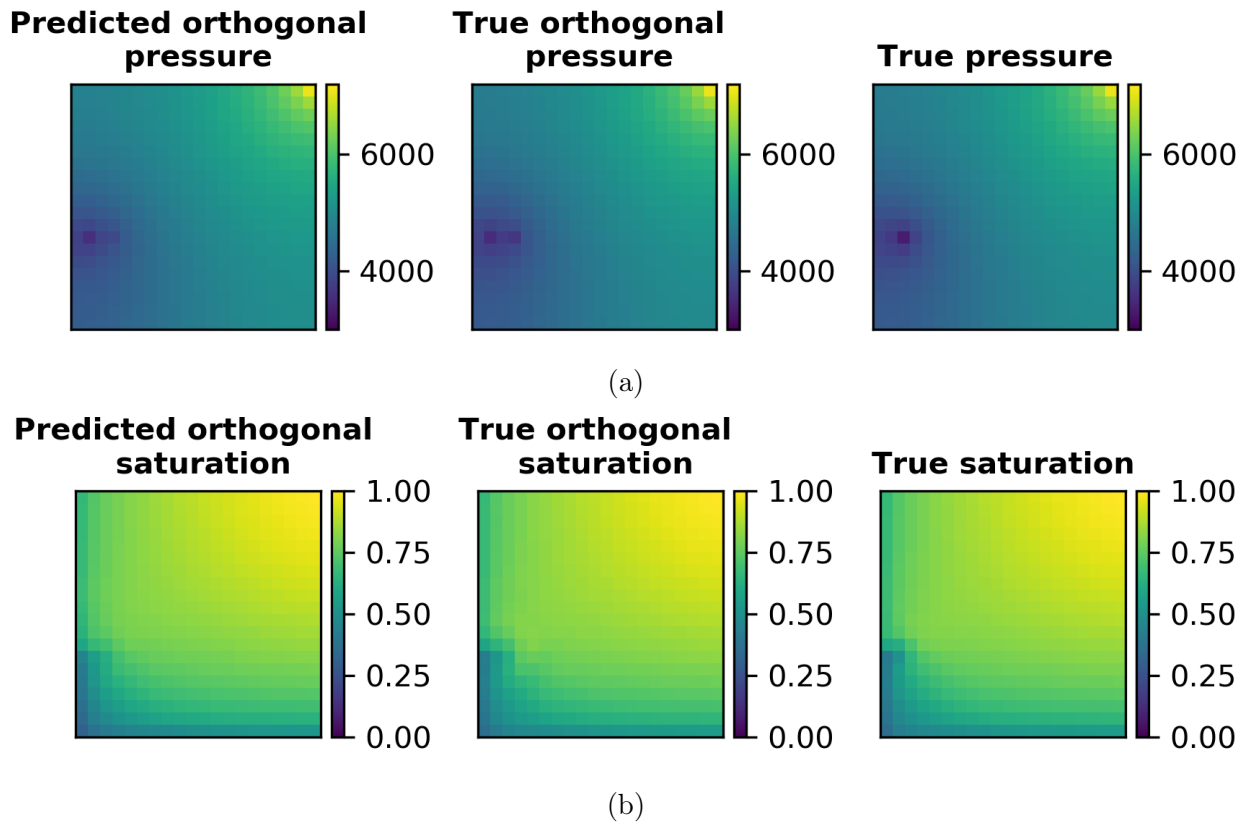 Predicted orthogonal
pressure
True orthogonal
pressure
True pressure
6000
4000
6000
4000
6000
4000
(a)
Predicted orthogonal
saturation
True orthogonal
saturation
True saturation
1.00
0.75
0.50
0.25
0.00
1.00
0.75
0.50
0.25
0.00
1.00
0.75
0.50
0.25
0.00
(b)